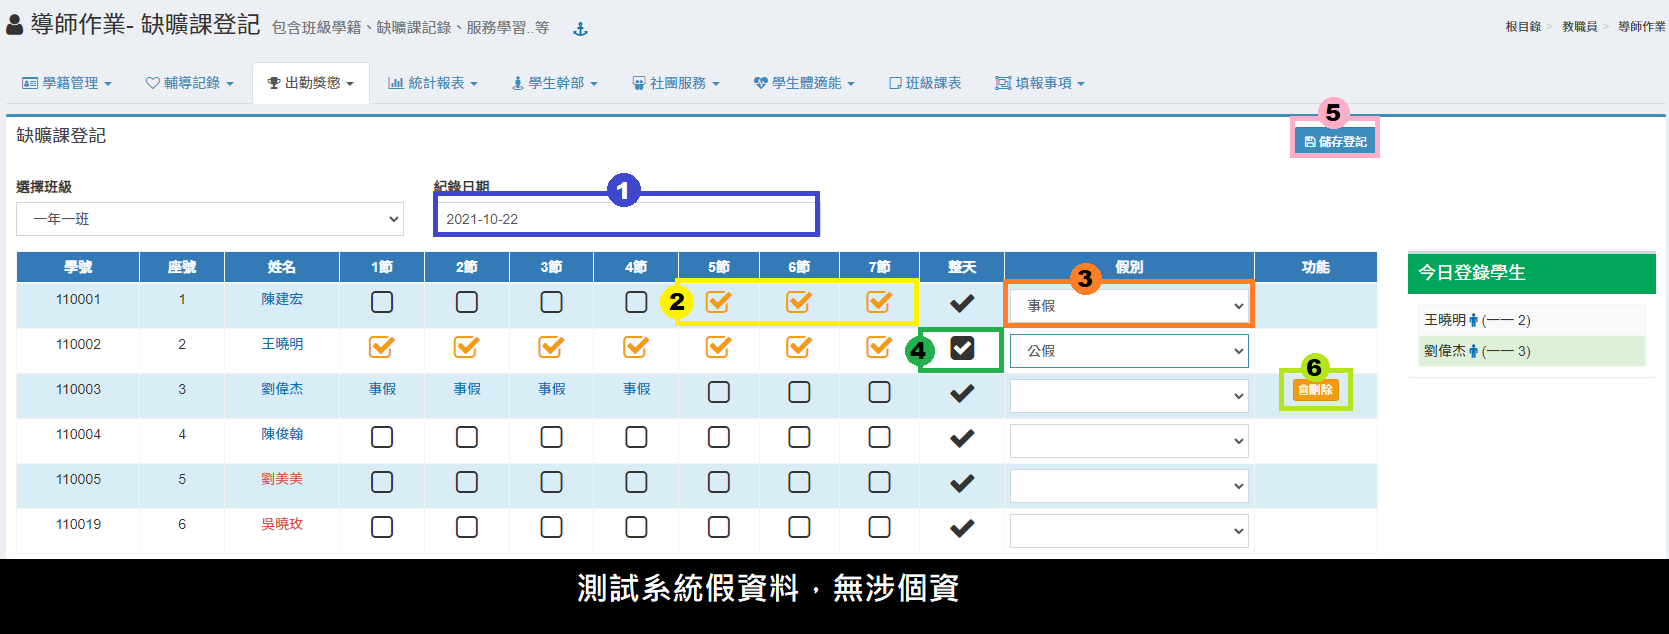 導師作業- 缺曠課登記 包含班級學籍、缺曠課記錄、服務學習..等
根目錄 > 教職員 > 導師作業
學籍管理 輔導記錄 出勤獎懲 統計報表 學生幹部 社團服務 學生體適能 班級課表 填報事項
缺曠課登記
5
儲存登記
選擇班級 紀錄日期
1
一年一班 2021-10-22
學號 座號 姓名 1節 2節 3節 4節 5節 6節 7節 整天 假別 功能
3
110001 1 陳建宏 2 事假
110002 2 王曉明 4 公假
6
110003 3 劉偉杰 事假 事假 事假 事假 刪除
110004 4 陳俊翰
110005 5 劉美美
110019 6 吳曉玫
今日登錄學生
王曉明 (一一 2)
劉偉杰 (一一 3)
測試系統假資料，無涉個資